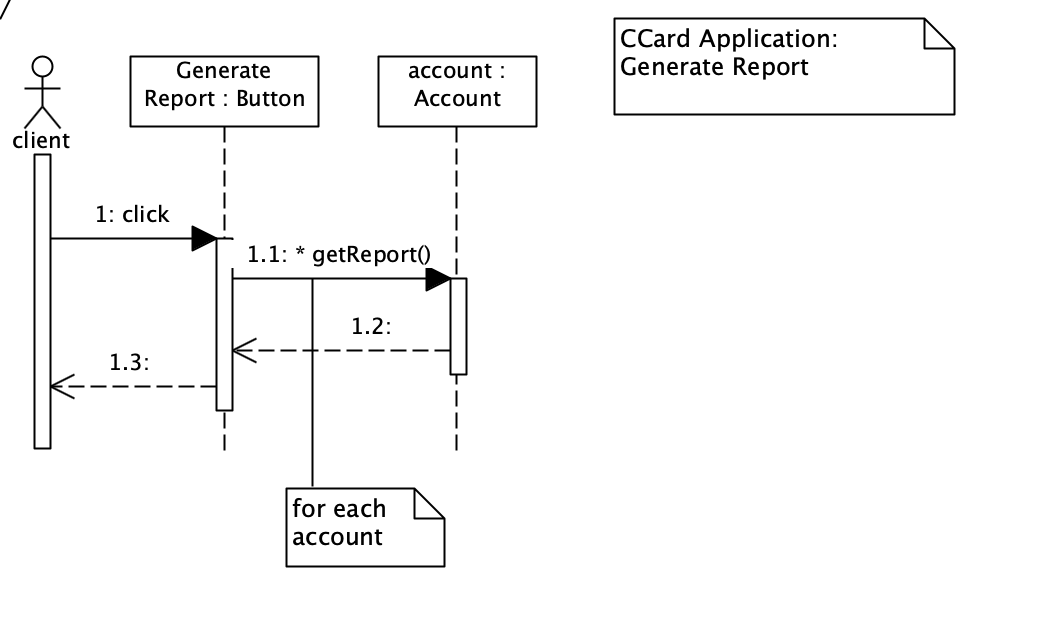 CCard Application:
Generate Report
Generate
Report : Button
account :
Account
client
1: click
1.1: * getReport()
1.2:
1.3:
for each
account